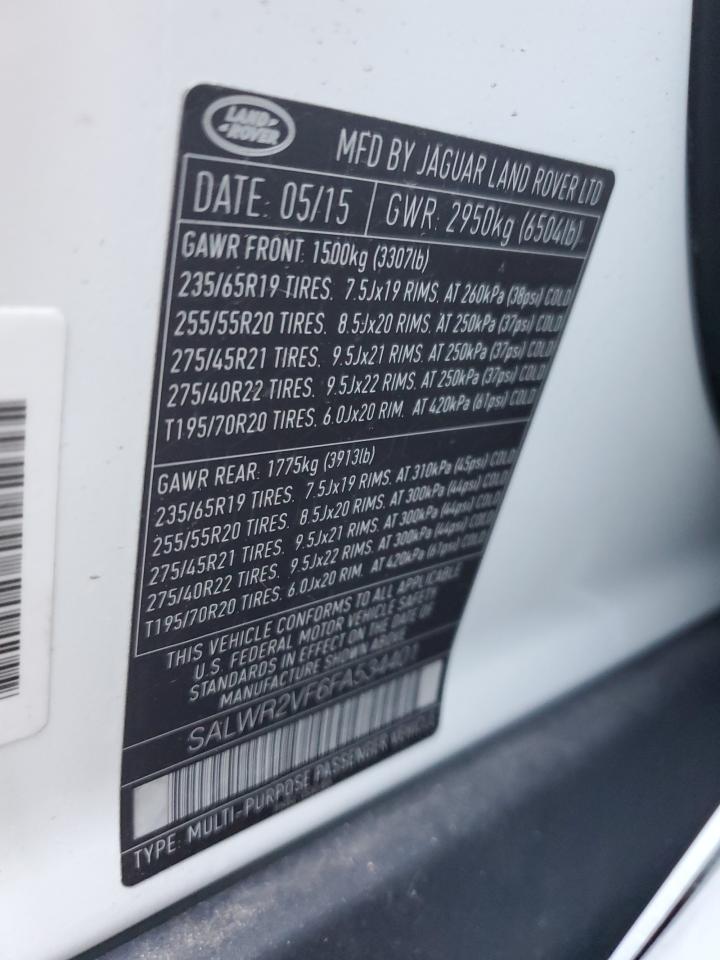 LAND
ROVER
MFD BY JAGUAR LAND ROVER LTD
DATE: 05/15 GWR: 2950kg (6504lb)
GAWR FRONT: 1500kg (3307lb)
235/65R19 TIRES. 7.5Jx19 RIMS. AT 260kPa (38psi) COLD
255/55R20 TIRES. 8.5Jx20 RIMS. AT 250kPa (37psi) COLD
275/45R21 TIRES. 9.5Jx21 RIMS. AT 250kPa (37psi) COLD
275/40R22 TIRES. 9.5Jx22 RIMS. AT 250kPa (37psi) COLD
T195/70R20 TIRES. 6.0Jx20 RIM. AT 420kPa (61psi) COLD
GAWR REAR: 1775kg (3913lb)
235/65R19 TIRES. 7.5Jx19 RIMS. AT 310kPa (45psi) COLD
255/55R20 TIRES. 8.5Jx20 RIMS. AT 300kPa (44psi) COLD
275/45R21 TIRES. 9.5Jx21 RIMS. AT 300kPa (44psi) COLD
275/40R22 TIRES. 9.5Jx22 RIMS. AT 300kPa (44psi) COLD
T195/70R20 TIRES. 6.0Jx20 RIM. AT 420kPa (61psi) COLD
THIS VEHICLE CONFORMS TO ALL APPLICABLE
U.S. FEDERAL MOTOR VEHICLE SAFETY
STANDARDS IN EFFECT ON THE DATE OF
MANUFACTURE SHOWN ABOVE
SALWR2VF6FA534401
TYPE: MULTI-PURPOSE PASSENGER VEHICLE